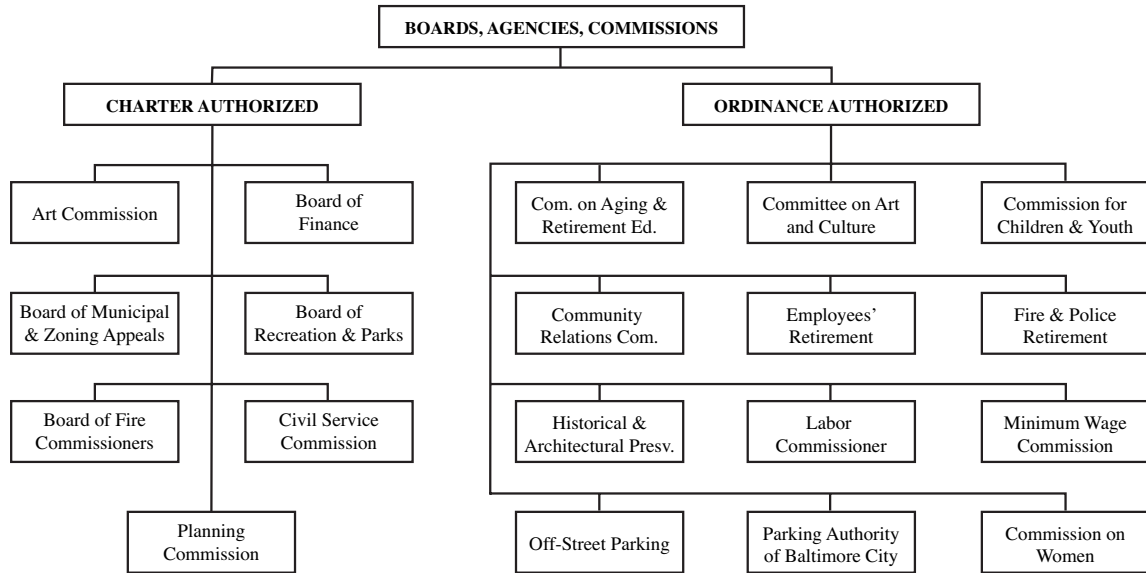 BOARDS, AGENCIES, COMMISSIONS
CHARTER AUTHORIZED
Art Commission
Board of
Finance
Board of Municipal
& Zoning Appeals
Board of
Recreation & Parks
Board of Fire
Commissioners
Civil Service
Commission
Planning
Commission
ORDINANCE AUTHORIZED
Com. on Aging &
Retirement Ed.
Committee on Art
and Culture
Commission for
Children & Youth
Community
Relations Com.
Employees’
Retirement
Fire & Police
Retirement
Historical &
Architectural Presv.
Labor
Commissioner
Minimum Wage
Commission
Off-Street Parking
Parking Authority
of Baltimore City
Commission on
Women